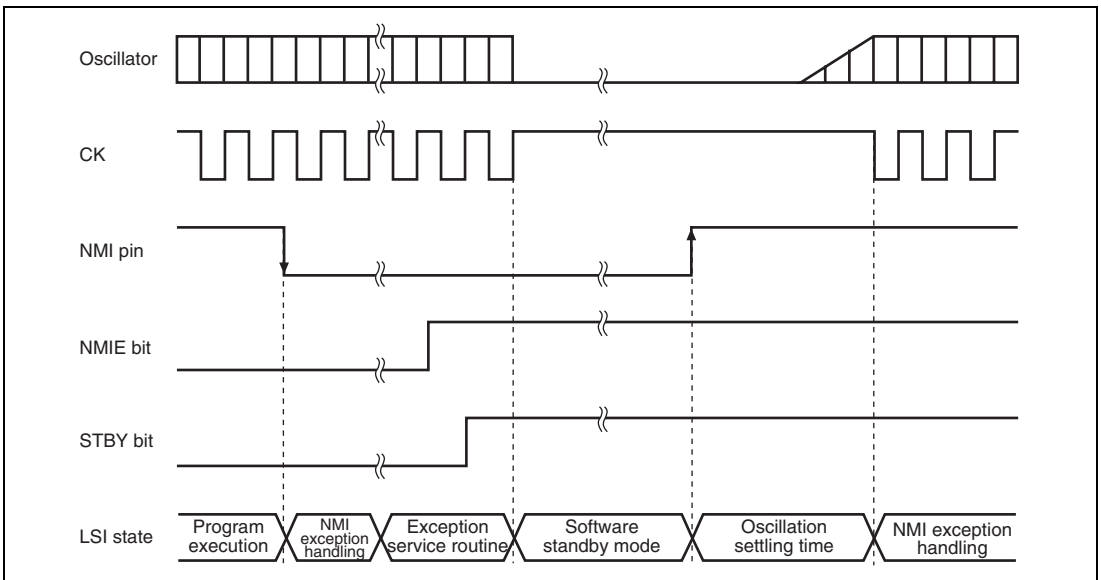 Oscillator
CK
NMI pin
NMIE bit
STBY bit
LSI state
Program
execution
NMI
exception
handling
Exception
service routine
Software
standby mode
Oscillation
settling time
NMI exception
handling